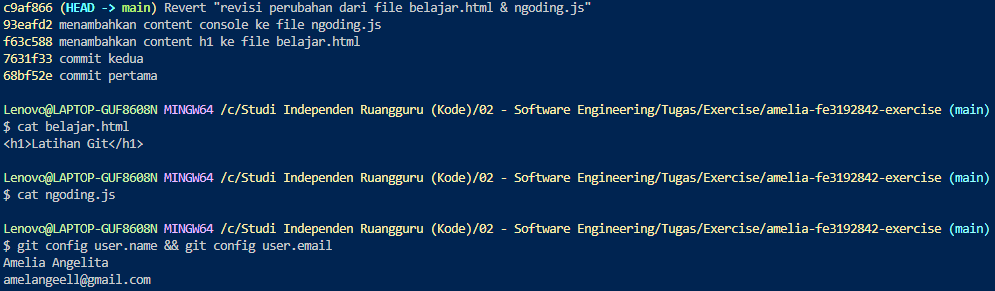 c9af866 (HEAD -> main) Revert "revisi perubahan dari file belajar.html & ngoding.js"
93eafd2 menambahkan content console ke file ngoding.js
f63c588 menambahkan content h1 ke file belajar.html
7631f33 commit kedua
68bf52e commit pertama
Lenovo@LAPTOP-GUF8608N MINGW64 /c/Studi Independen Ruangguru (Kode)/02 - Software Engineering/Tugas/Exercise/amelia-fe3192842-exercise (main)
$ cat belajar.html
<h1>Latihan Git</h1>
Lenovo@LAPTOP-GUF8608N MINGW64 /c/Studi Independen Ruangguru (Kode)/02 - Software Engineering/Tugas/Exercise/amelia-fe3192842-exercise (main)
$ cat ngoding.js
Lenovo@LAPTOP-GUF8608N MINGW64 /c/Studi Independen Ruangguru (Kode)/02 - Software Engineering/Tugas/Exercise/amelia-fe3192842-exercise (main)
$ git config user.name && git config user.email
Amelia Angelita
amelangeell@gmail.com